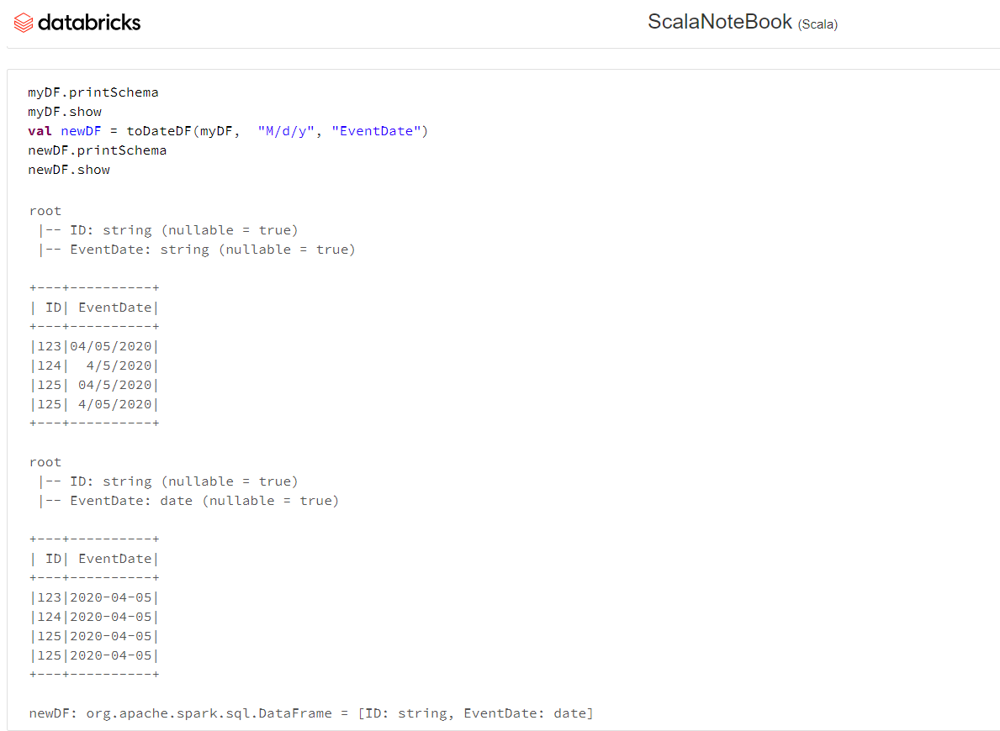 databricks
ScalaNoteBook (Scala)
myDF.printSchema
myDF.show
val newDF = toDateDF(myDF,  "M/d/y", "EventDate")
newDF.printSchema
newDF.show
root
 |-- ID: string (nullable = true)
 |-- EventDate: string (nullable = true)
+---+----------+
| ID| EventDate|
+---+----------+
|123|04/05/2020|
|124|  4/5/2020|
|125| 04/5/2020|
|125| 4/05/2020|
+---+----------+
root
 |-- ID: string (nullable = true)
 |-- EventDate: date (nullable = true)
+---+----------+
| ID| EventDate|
+---+----------+
|123|2020-04-05|
|124|2020-04-05|
|125|2020-04-05|
|125|2020-04-05|
+---+----------+
newDF: org.apache.spark.sql.DataFrame = [ID: string, EventDate: date]